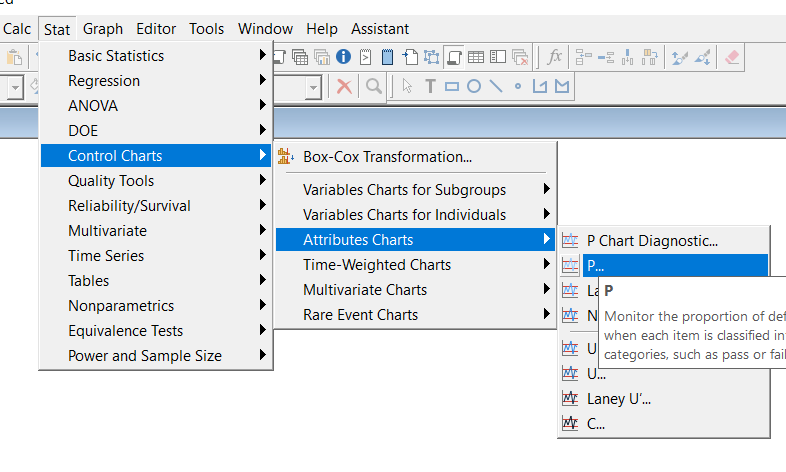 Calc Stat Graph Editor Tools Window Help Assistant
Basic Statistics
Regression
ANOVA
DOE
Control Charts
Quality Tools
Reliability/Survival
Multivariate
Time Series
Tables
Nonparametrics
Equivalence Tests
Power and Sample Size
Box-Cox Transformation...
Variables Charts for Subgroups
Variables Charts for Individuals
Attributes Charts
Time-Weighted Charts
Multivariate Charts
Rare Event Charts
P Chart Diagnostic...
P...
La
N
U
U...
Laney U'...
C...
P
Monitor the proportion of def
when each item is classified in
categories, such as pass or fail